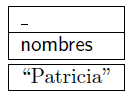 _
nombres
“Patricia”